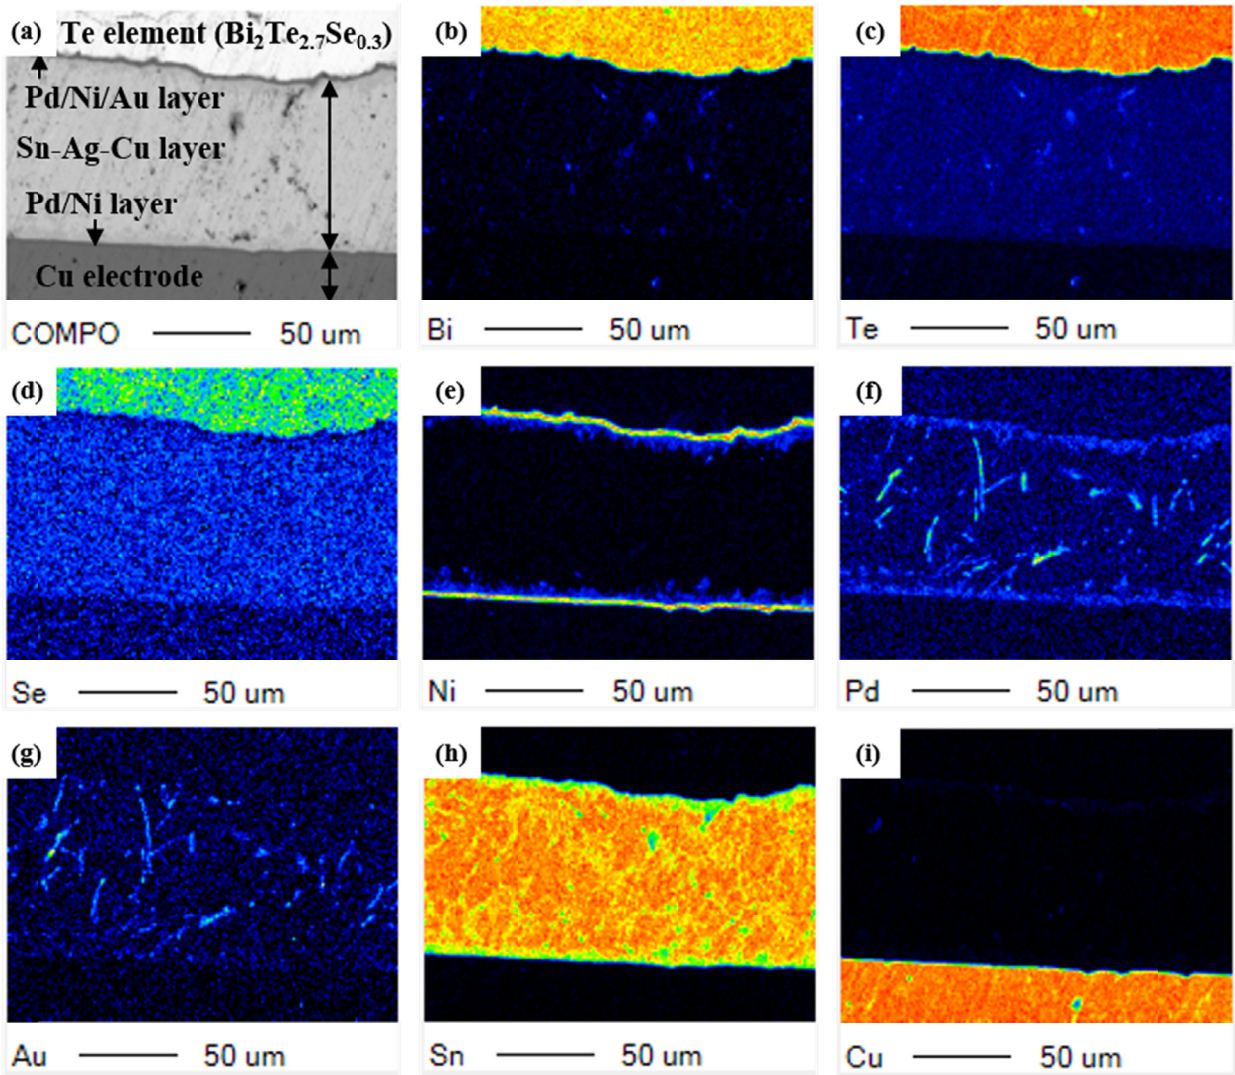 (a) Te element (Bi2Te2.7Se0.3)
Pd/Ni/Au layer
Sn-Ag-Cu layer
Pd/Ni layer
Cu electrode
COMPO 50 um
(b)
Bi 50 um
(c)
Te 50 um
(d)
Se 50 um
(e)
Ni 50 um
(f)
Pd 50 um
(g)
Au 50 um
(h)
Sn 50 um
(i)
Cu 50 um